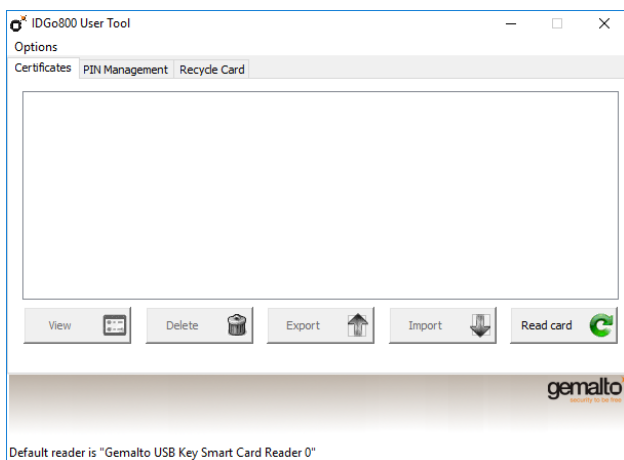 IDGo800 User Tool
Options
Certificates PIN Management Recycle Card
View Delete Export Import Read card
gemalto
security to be free
Default reader is "Gemalto USB Key Smart Card Reader 0"